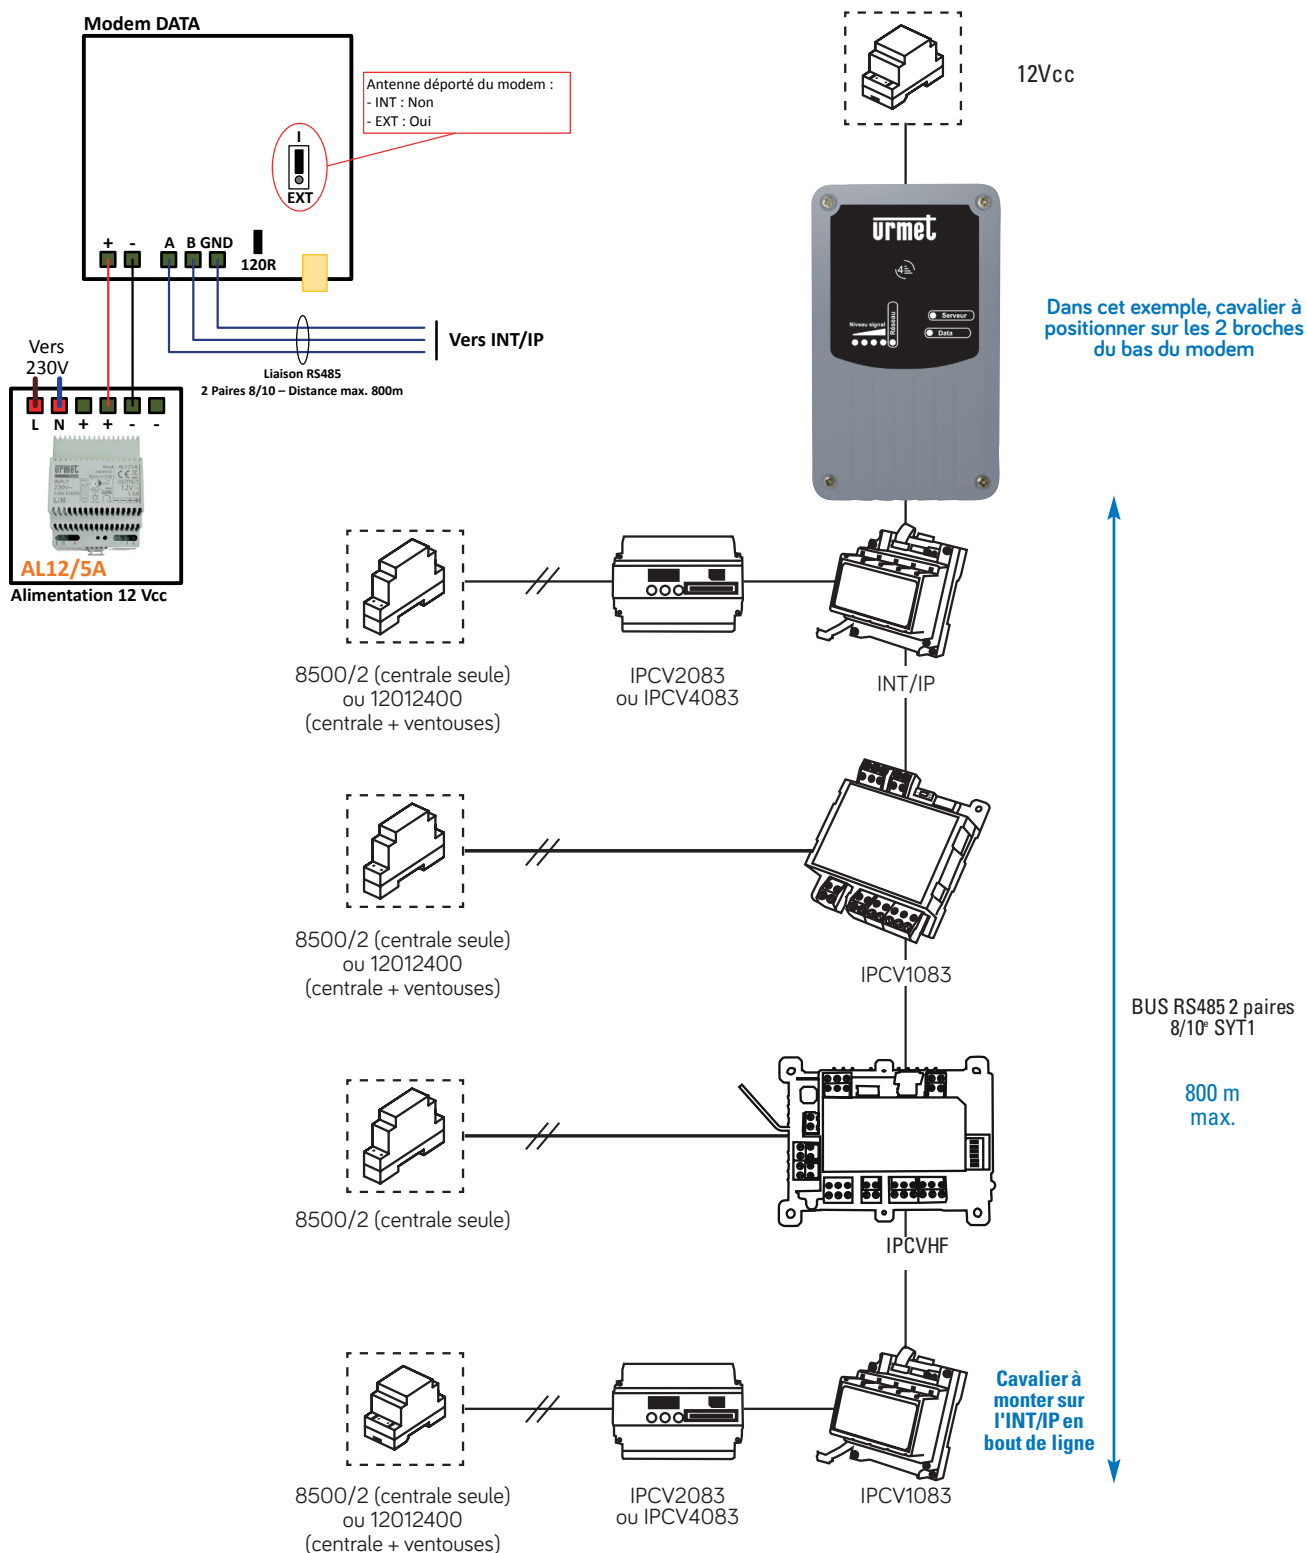 Modem DATA
Antenne déporté du modem :
- INT : Non
- EXT : Oui
I
EXT
+ - A B GND
120R
Vers INT/IP
Liaison RS485
2 Paires 8/10 – Distance max. 800m
Vers
230V
L N + + - -
urmet
AL12/5A
Alimentation 12 Vcc
12Vcc
urmet
4
Niveau signal
Réseau
Serveur
Data
Dans cet exemple, cavalier à
positionner sur les 2 broches
du bas du modem
8500/2 (centrale seule)
ou 12012400
(centrale + ventouses)
IPCV2083
ou IPCV4083
INT/IP
8500/2 (centrale seule)
ou 12012400
(centrale + ventouses)
IPCV1083
BUS RS485 2 paires
8/10e SYT1
800 m
max.
8500/2 (centrale seule)
IPCVHF
Cavalier à
monter sur
l'INT/IP en
bout de ligne
8500/2 (centrale seule)
ou 12012400
(centrale + ventouses)
IPCV2083
ou IPCV4083
IPCV1083